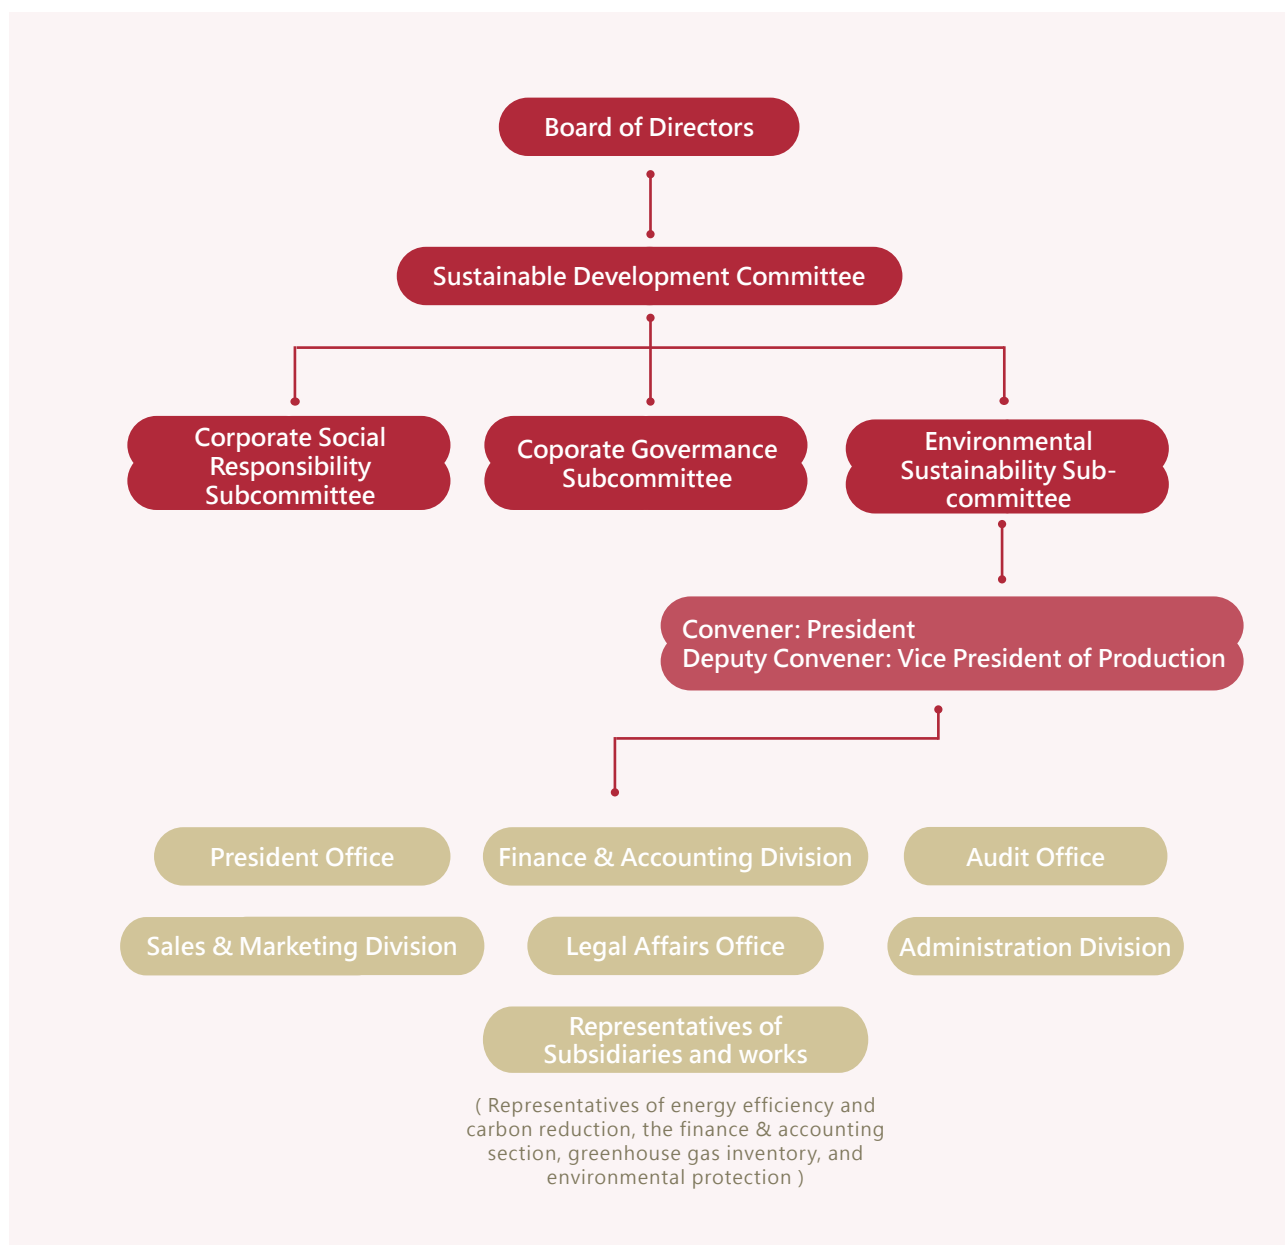 Board of Directors
Sustainable Development Committee
Corporate Social
Responsibility
Subcommittee
Coporate Govermance
Subcommittee
Environmental
Sustainability Sub-
committee
Convener: President
Deputy Convener: Vice President of Production
President Office
Finance & Accounting Division
Audit Office
Sales & Marketing Division
Legal Affairs Office
Administration Division
Representatives of
Subsidiaries and works
( Representatives of energy efficiency and
carbon reduction, the finance & accounting
section, greenhouse gas inventory, and
environmental protection )